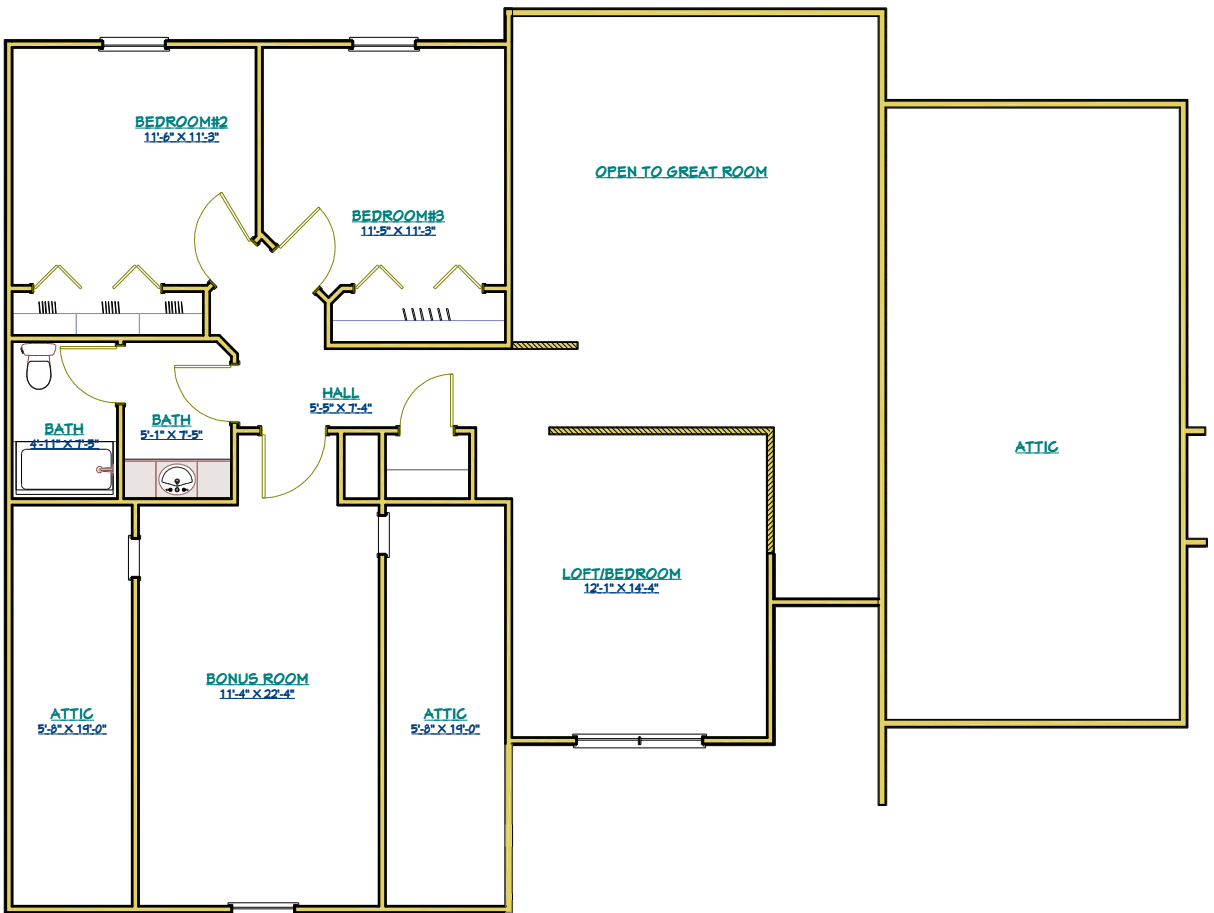 BEDROOM#2
11'-6" X 11'-3"
OPEN TO GREAT ROOM
BEDROOM#3
11'-5" X 11'-3"
HALL
5'-5" X 7'-4"
BATH
5'-1" X 7'-5"
BATH
4'-11" X 7'-5"
ATTIC
LOFT/BEDROOM
12'-1" X 14'-4"
BONUS ROOM
11'-4" X 22'-4"
ATTIC
5'-8" X 19'-0"
ATTIC
5'-8" X 19'-0"